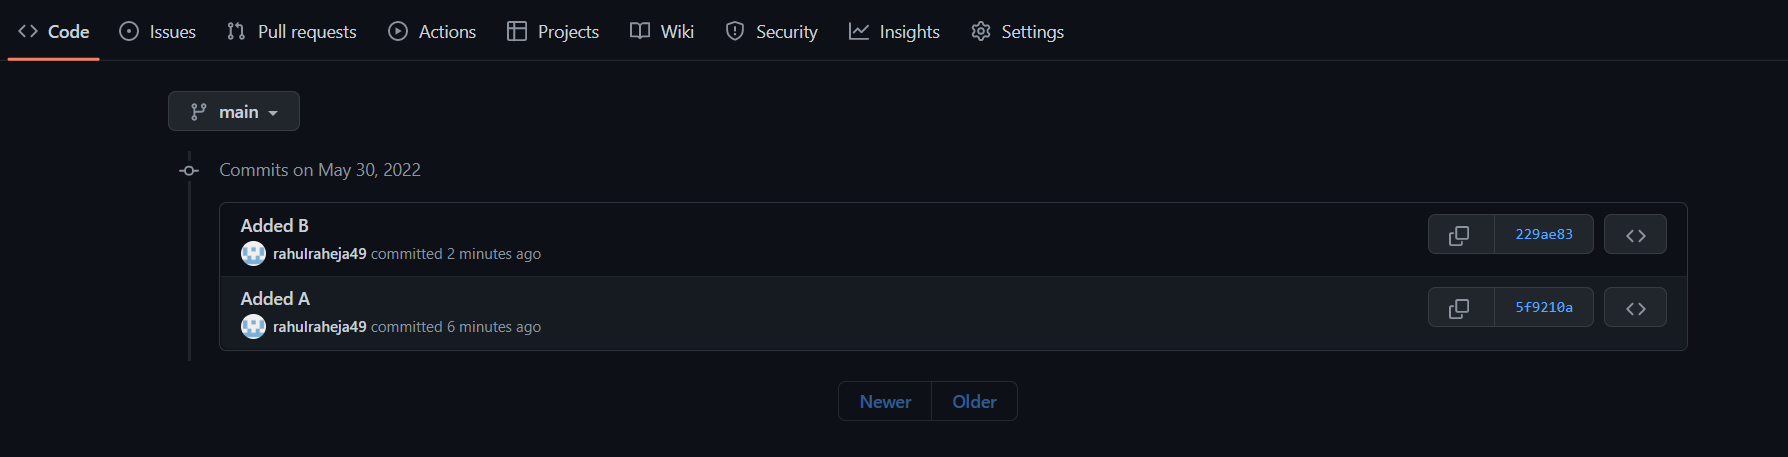 Code Issues Pull requests Actions Projects Wiki Security Insights Settings
main
Commits on May 30, 2022
Added B
rahulraheja49 committed 2 minutes ago
229ae83
Added A
rahulraheja49 committed 6 minutes ago
5f9210a
Newer Older